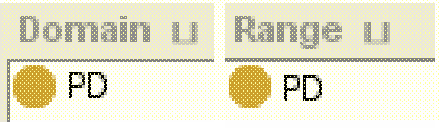 Domain ⊔ Range ⊔
PD PD